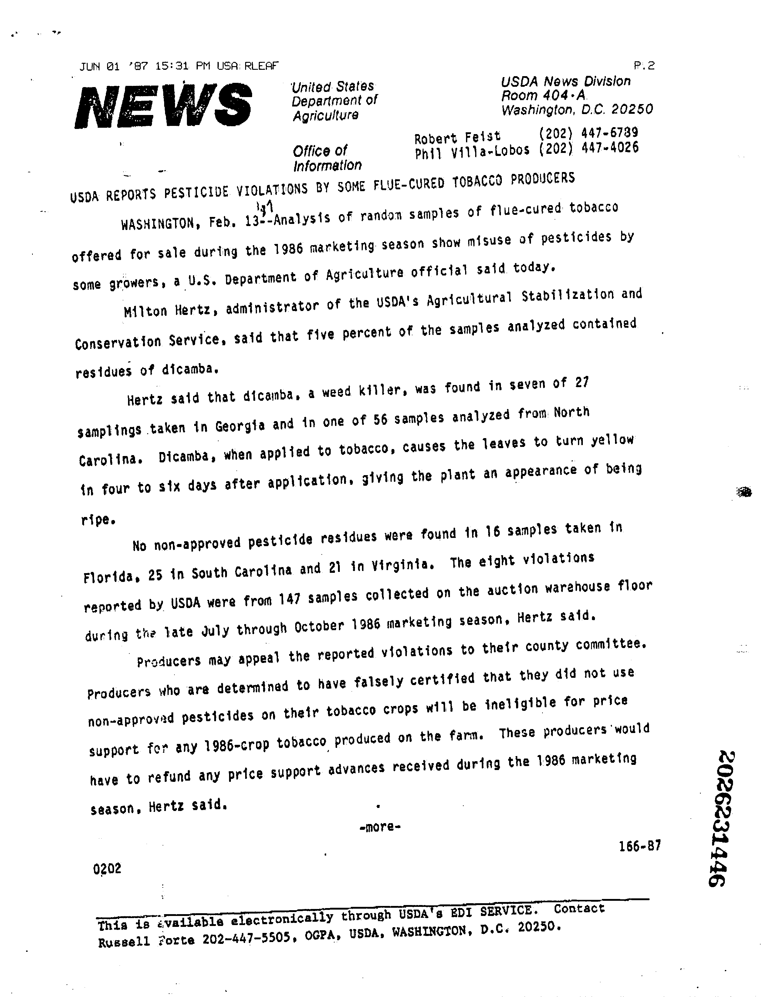 JUN 01 '87 15:31 PM USA RLEAF P.2
NEWS
United States
Department of
Agriculture
Office of
Information
USDA News Division
Room 404-A
Washington, D.C. 20250
Robert Feist (202) 447-6789
Phil Villa-Lobos (202) 447-4026
USDA REPORTS PESTICIDE VIOLATIONS BY SOME FLUE-CURED TOBACCO PRODUCERS
WASHINGTON, Feb. 13--Analysis of random samples of flue-cured tobacco
offered for sale during the 1986 marketing season show misuse of pesticides by
some growers, a U.S. Department of Agriculture official said today.
Milton Hertz, administrator of the USDA's Agricultural Stabilization and
Conservation Service, said that five percent of the samples analyzed contained
residues of dicamba.
Hertz said that dicamba, a weed killer, was found in seven of 27
samplings taken in Georgia and in one of 56 samples analyzed from North
Carolina. Dicamba, when applied to tobacco, causes the leaves to turn yellow
in four to six days after application, giving the plant an appearance of being
ripe.
No non-approved pesticide residues were found in 16 samples taken in
Florida, 25 in South Carolina and 21 in Virginia. The eight violations
reported by USDA were from 147 samples collected on the auction warehouse floor
during the late July through October 1986 marketing season, Hertz said.
Producers may appeal the reported violations to their county committee.
Producers who are determined to have falsely certified that they did not use
non-approved pesticides on their tobacco crops will be ineligible for price
support for any 1986-crop tobacco produced on the farm. These producers would
have to refund any price support advances received during the 1986 marketing
season, Hertz said.
-more-
166-87
0202
This is available electronically through USDA's EDI SERVICE. Contact
Russell Forte 202-447-5505, OGPA, USDA, WASHINGTON, D.C. 20250.
2026231446